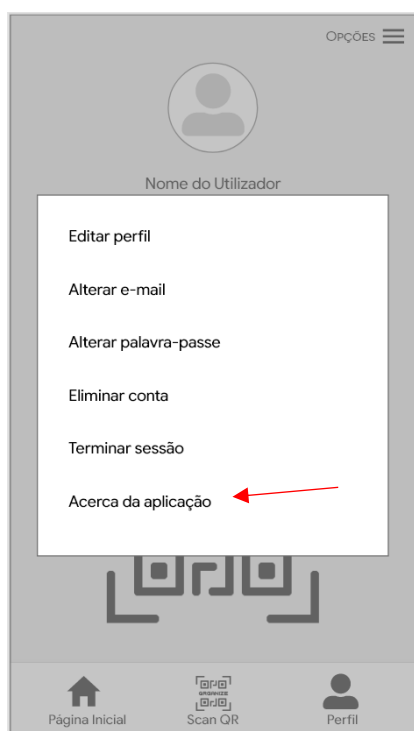 Opções
Nome do Utilizador
Editar perfil
Alterar e-mail
Alterar palavra-passe
Eliminar conta
Terminar sessão
Acerca da aplicação
ORGANIZE
Página Inicial
Scan QR
Perfil